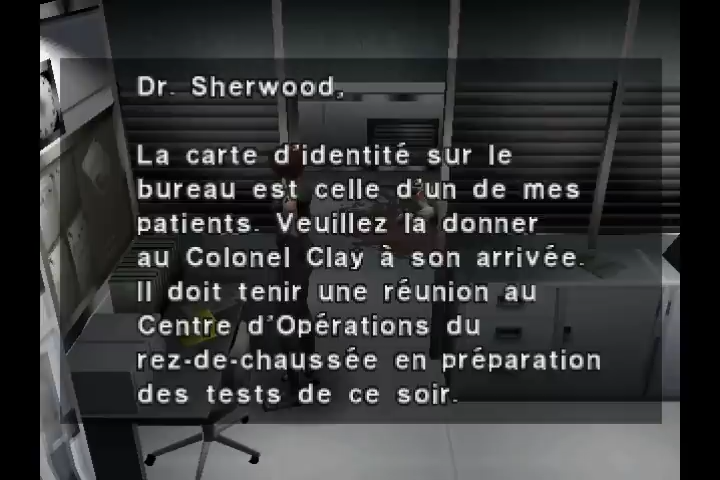 Dr. Sherwood,
La carte d'identité sur le
bureau est celle d'un de mes
patients. Veuillez la donner
au Colonel Clay à son arrivée.
Il doit tenir une réunion au
Centre d'Opérations du
rez-de-chaussée en préparation
des tests de ce soir.